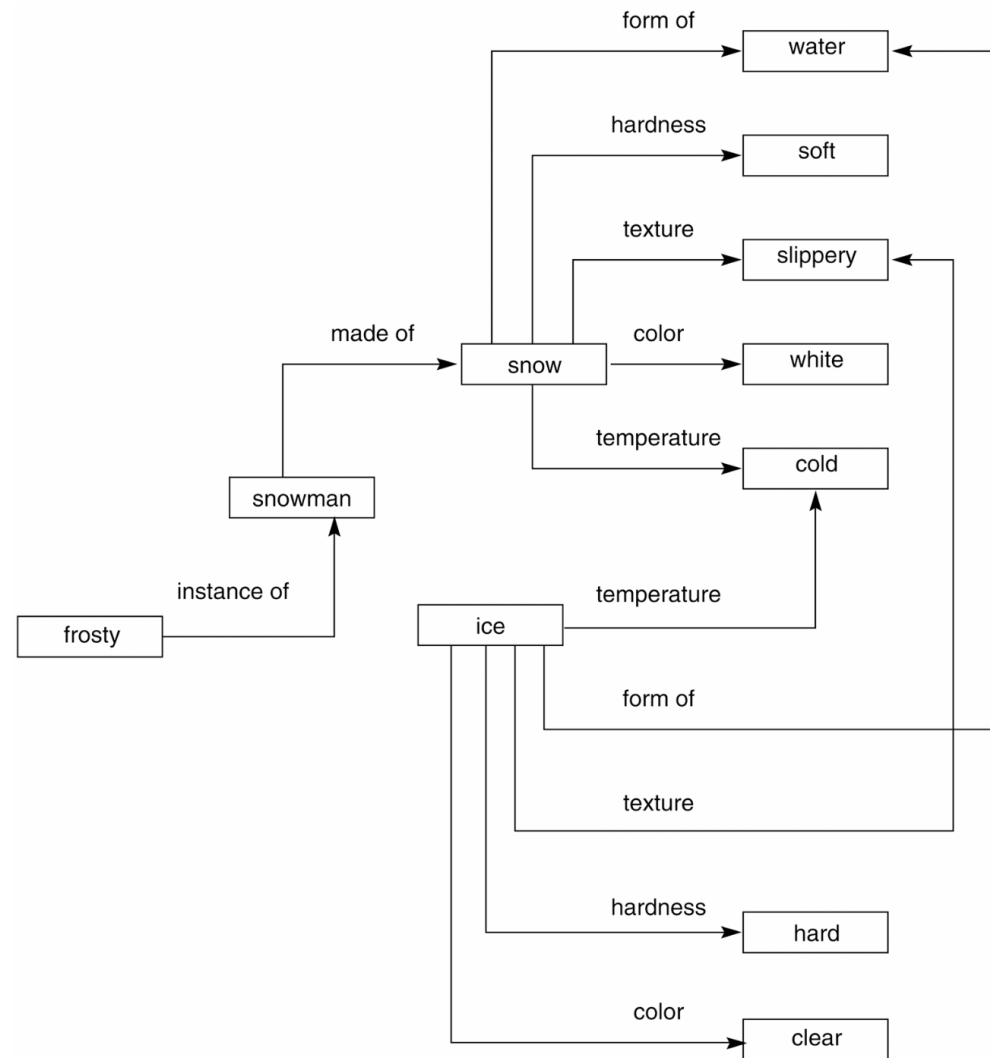 form of
water
hardness
soft
texture
slippery
made of
color
snow
white
temperature
cold
snowman
instance of
temperature
frosty
ice
form of
texture
hardness
hard
color
clear